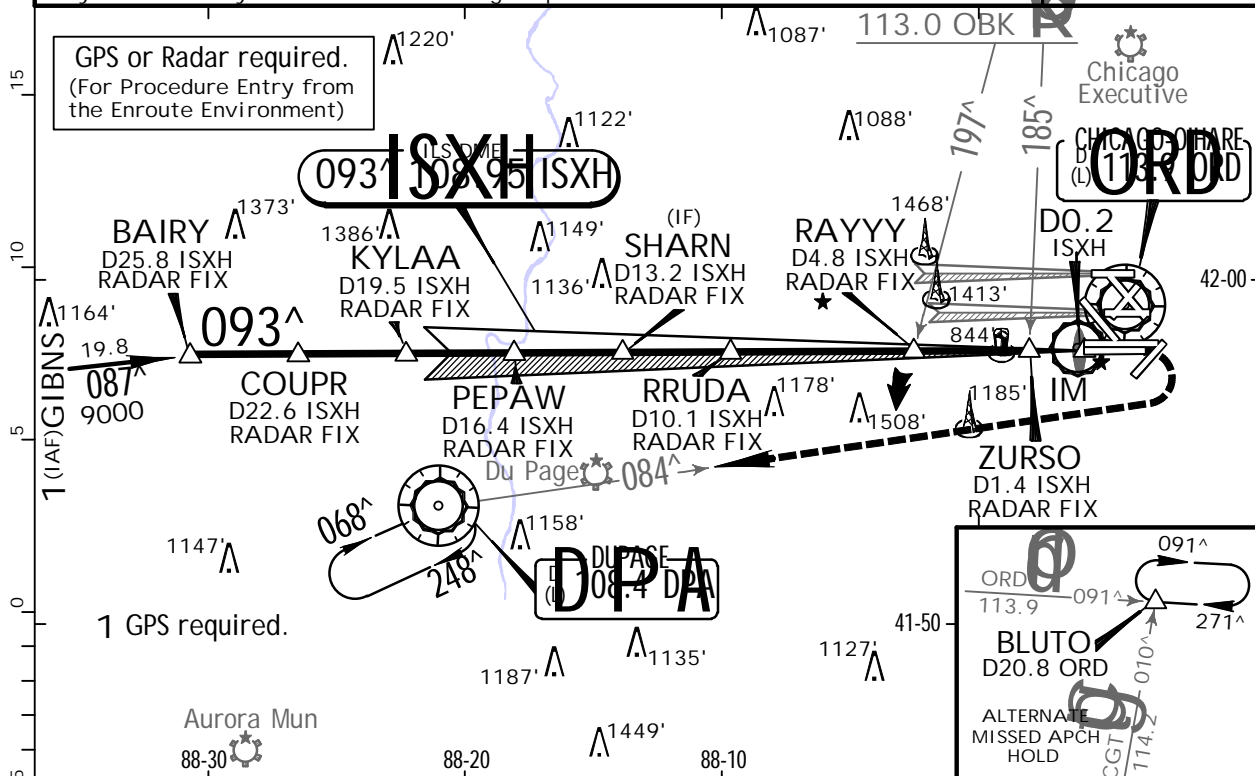 GPS or Radar required.
(For Procedure Entry from
the Enroute Environment)
1220'
1087'
113.0 OBK
Chicago
Executive
15
1122'
1088'
197^
185^
ISXH
ILS DME
093^ 108.95 ISXH
ORD
CHICAGO-O'HARE
D
(L) 113.9 ORD
1373'
1386'
1149'
1136'
1468'
1413'
BAIRY
D25.8 ISXH
RADAR FIX
KYLAA
D19.5 ISXH
RADAR FIX
(IF)
SHARN
D13.2 ISXH
RADAR FIX
RAYYY
D4.8 ISXH
RADAR FIX
D0.2
ISXH
10
42-00
1164'
093^
844'
1(IAF)GIBNS
19.8
087^
9000
COUPR
D22.6 ISXH
RADAR FIX
PEPAW
D16.4 ISXH
RADAR FIX
RRUDA
D10.1 ISXH
RADAR FIX
1178'
1508'
1185'
IM
ZURSO
D1.4 ISXH
RADAR FIX
5
Du Page
084^
068^
248^
1158'
1147'
DPA
DUPAGE
D
(L) 108.4 DPA
0
1 GPS required.
1187'
1135'
1127'
41-50
ORD
113.9
091^
091^
271^
BLUTO
D20.8 ORD
010^
ALTERNATE
MISSED APCH
HOLD
CGT
114.2
Aurora Mun
1449'
88-30
88-20
88-10
5